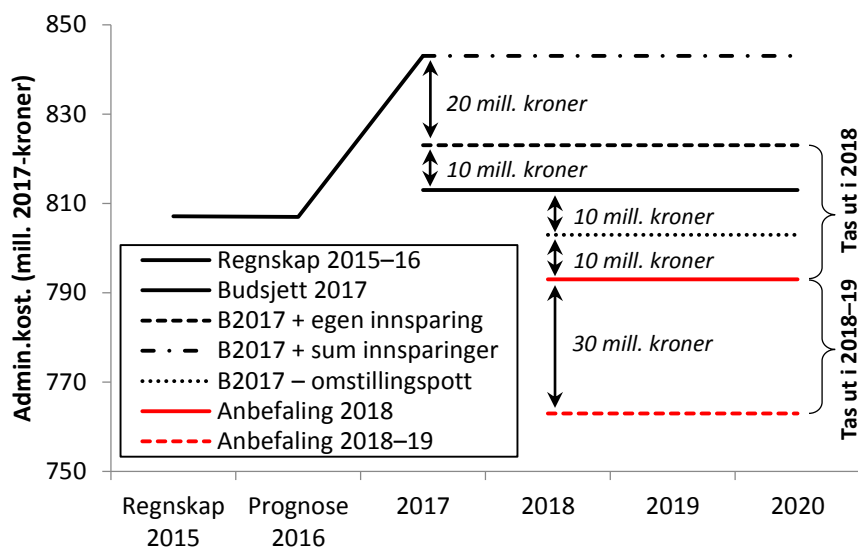 Admin.kost. (mill. 2017-kroner)
850
830
810
790
770
750
20 mill. kroner
10 mill. kroner
10 mill. kroner
10 mill. kroner
30 mill. kroner
Tas ut i 2018
Tas ut i 2018–19
Regnskap 2015–16
Budsjett 2017
B2017 + egen innsparing
B2017 + sum innsparinger
B2017 – omstillingspott
Anbefaling 2018
Anbefaling 2018–19
Regnskap
2015
Prognose
2016
2017
2018
2019
2020